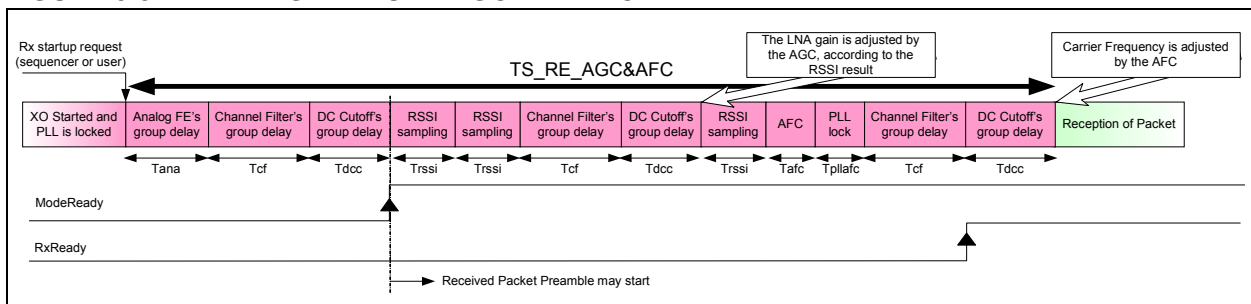 Rx startup request
(sequencer or user)
TS_RE_AGC&AFC
The LNA gain is adjusted by
the AGC, according to the
RSSI result
Carrier Frequency is adjusted
by the AFC
XO Started and
PLL is locked
Analog FE's
group delay
Channel Filter's
group delay
DC Cutoff's
group delay
RSSI
sampling
RSSI
sampling
Channel Filter's
group delay
DC Cutoff's
group delay
RSSI
sampling
AFC
PLL
lock
Channel Filter's
group delay
DC Cutoff's
group delay
Reception of Packet
Tana
Tcf
Tdcc
Trssi
Trssi
Tcf
Tdcc
Trssi
Tafc
Tpllafc
Tcf
Tdcc
ModeReady
RxReady
Received Packet Preamble may start